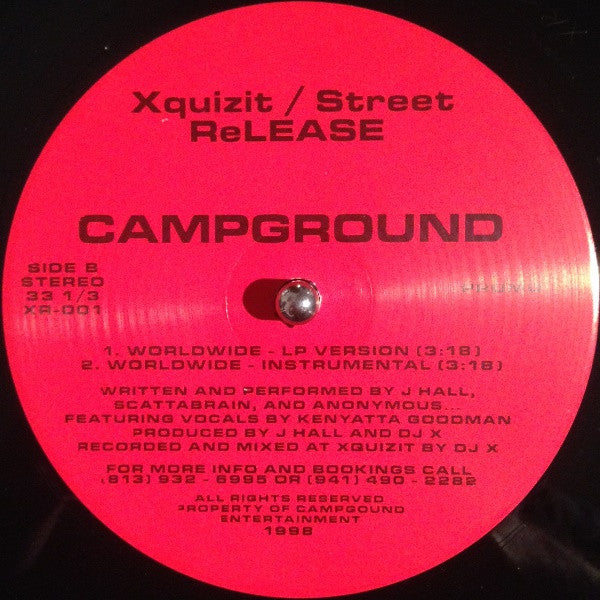 Xquizit / Street
ReLEASE
CAMPGROUND
SIDE B
STEREO
33 1/3
XR-001
1. WORLDWIDE - LP VERSION (3:18)
2. WORLDWIDE - INSTRUMENTAL (3:18)
WRITTEN AND PERFORMED BY J HALL,
SCATTABRAIN, AND ANONYMOUS...
FEATURING VOCALS BY KENYATTA GOODMAN
PRODUCED BY J HALL AND DJ X
RECORDED AND MIXED AT XQUIZIT BY DJ X
FOR MORE INFO AND BOOKINGS CALL
(813) 932 - 6995 OR (941) 490 - 2282
ALL RIGHTS RESERVED
PROPERTY OF CAMPGOUND
ENTERTAINMENT
1998